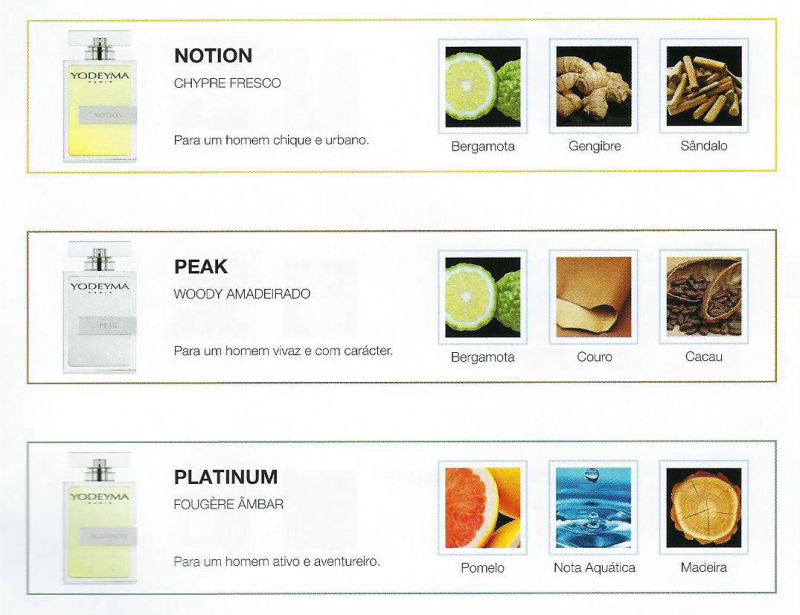 YODEYMA
PARIS
NOTION
NOTION
CHYPRE FRESCO
Para um homem chique e urbano.
Bergamota
Gengibre
Sândalo
YODEYMA
PARIS
PEAK
PEAK
WOODY AMADEIRADO
Para um homem vivaz e com carácter.
Bergamota
Couro
Cacau
YODEYMA
PARIS
PLATINUM
PLATINUM
FOUGÈRE ÂMBAR
Para um homem ativo e aventureiro.
Pomelo
Nota Aquática
Madeira